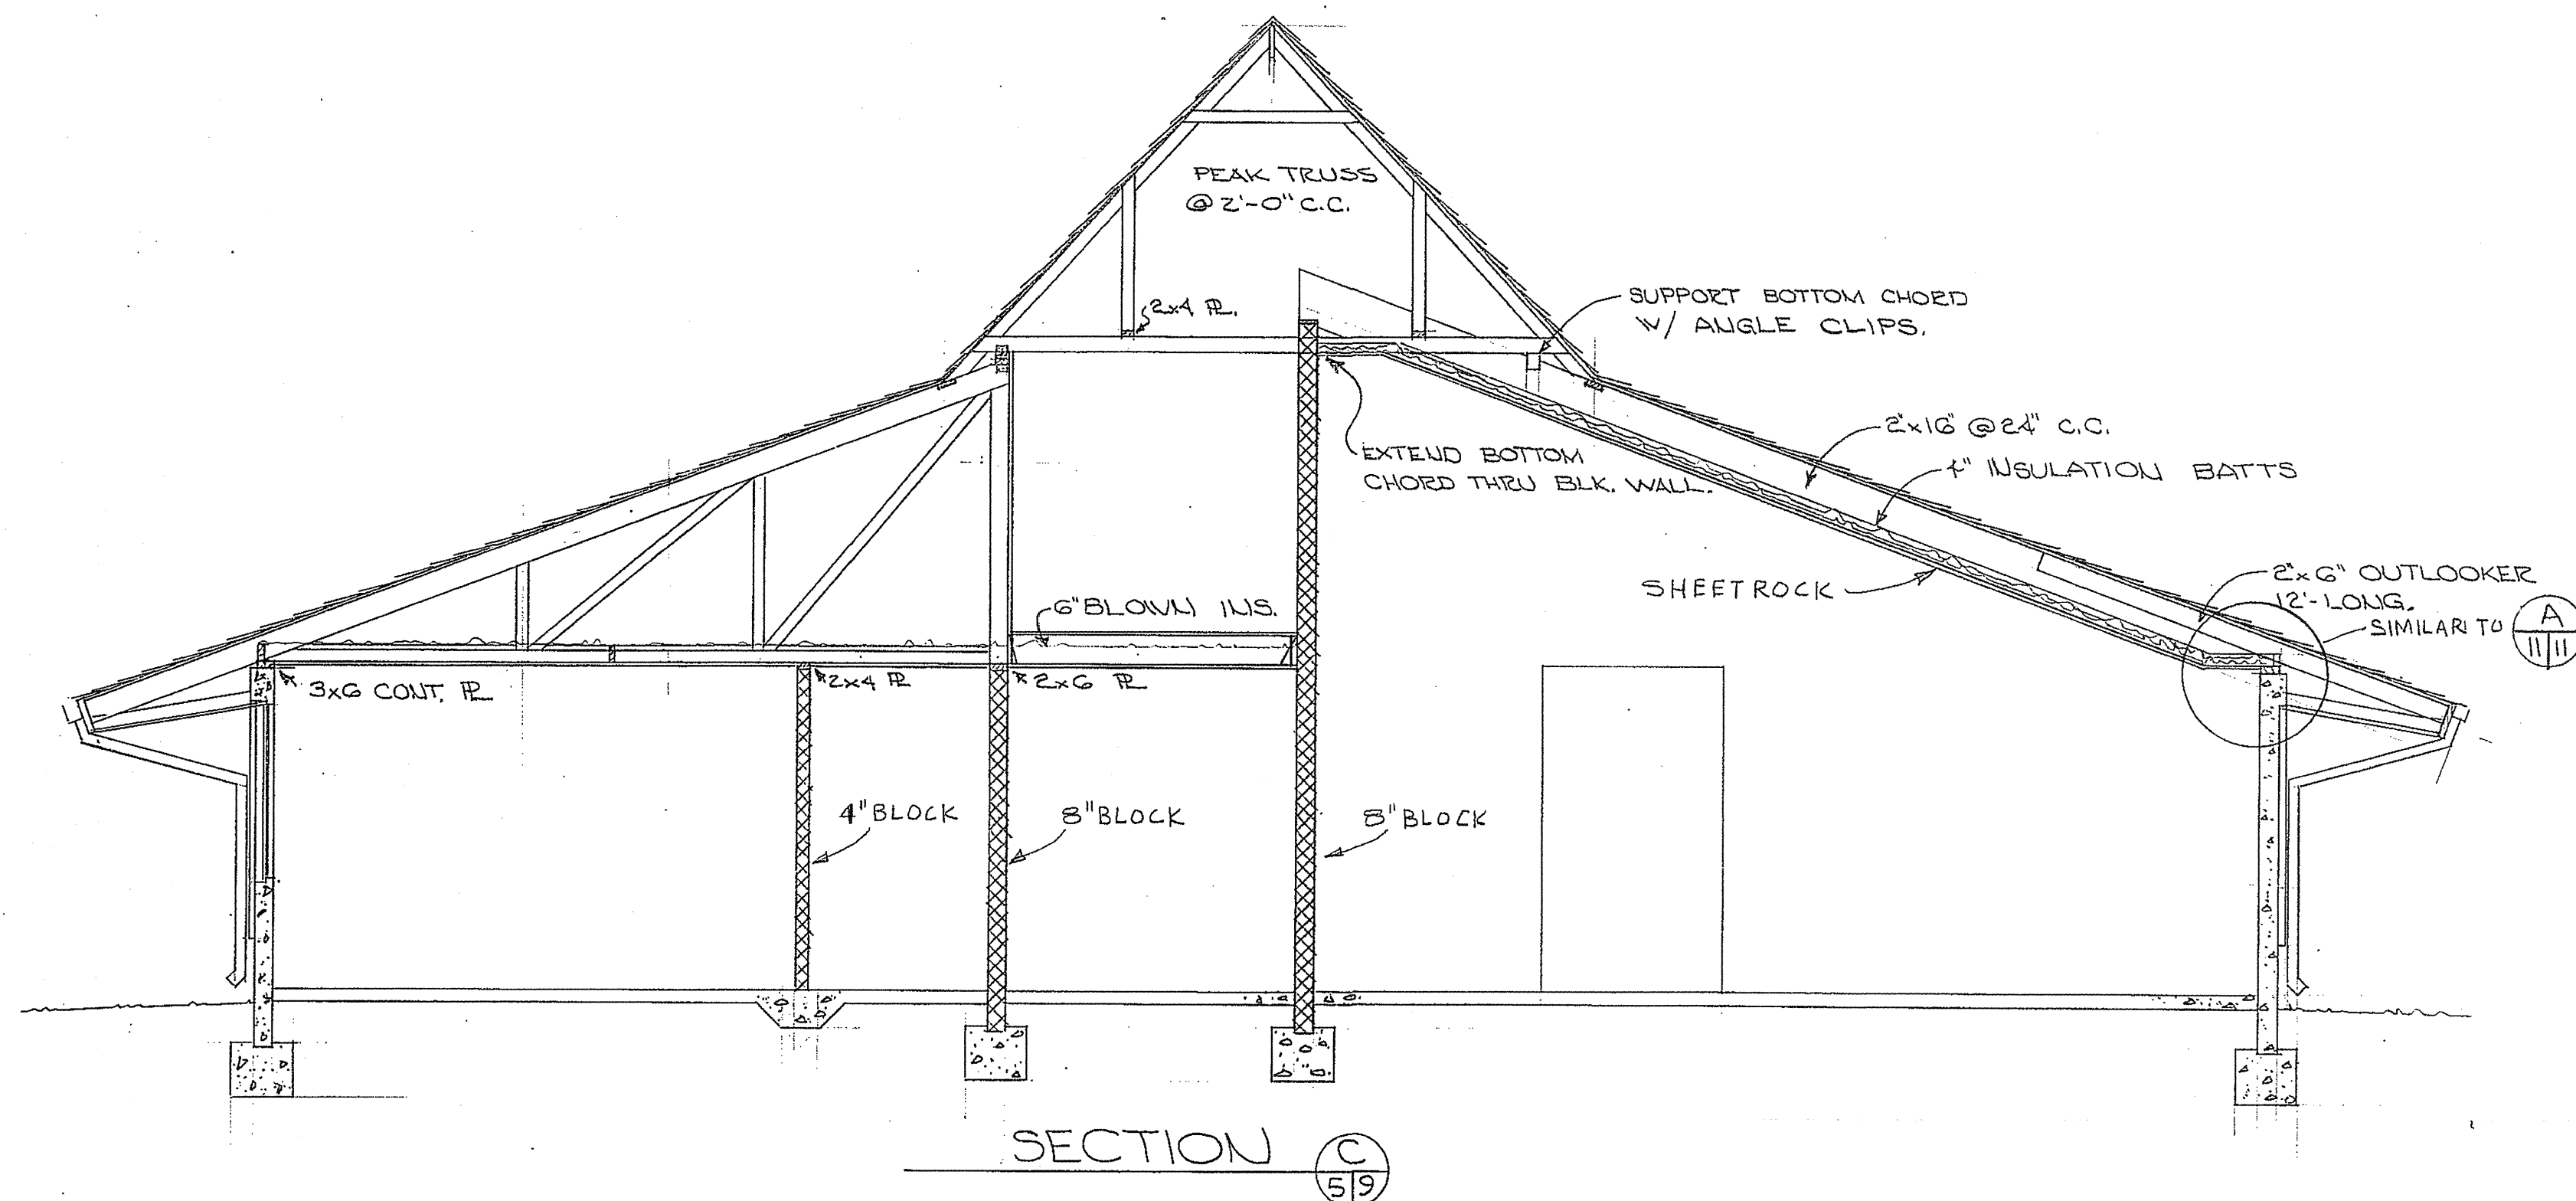 PEAK TRUSS
@ 2'-0" C.C.
2x4 PL.
SUPPORT BOTTOM CHORD
W/ ANGLE CLIPS.
2"x16" @ 24" C.C.
4" INSULATION BATTS
EXTEND BOTTOM
CHORD THRU BLK. WALL.
SHEETROCK
2"x6" OUTLOOKER
12'-LONG.
SIMILAR TO
A
11|11
6" BLOWN INS.
3x6 CONT. PL
2x4 PL
2x6 PL
4" BLOCK
8" BLOCK
8" BLOCK
SECTION
C
5|9